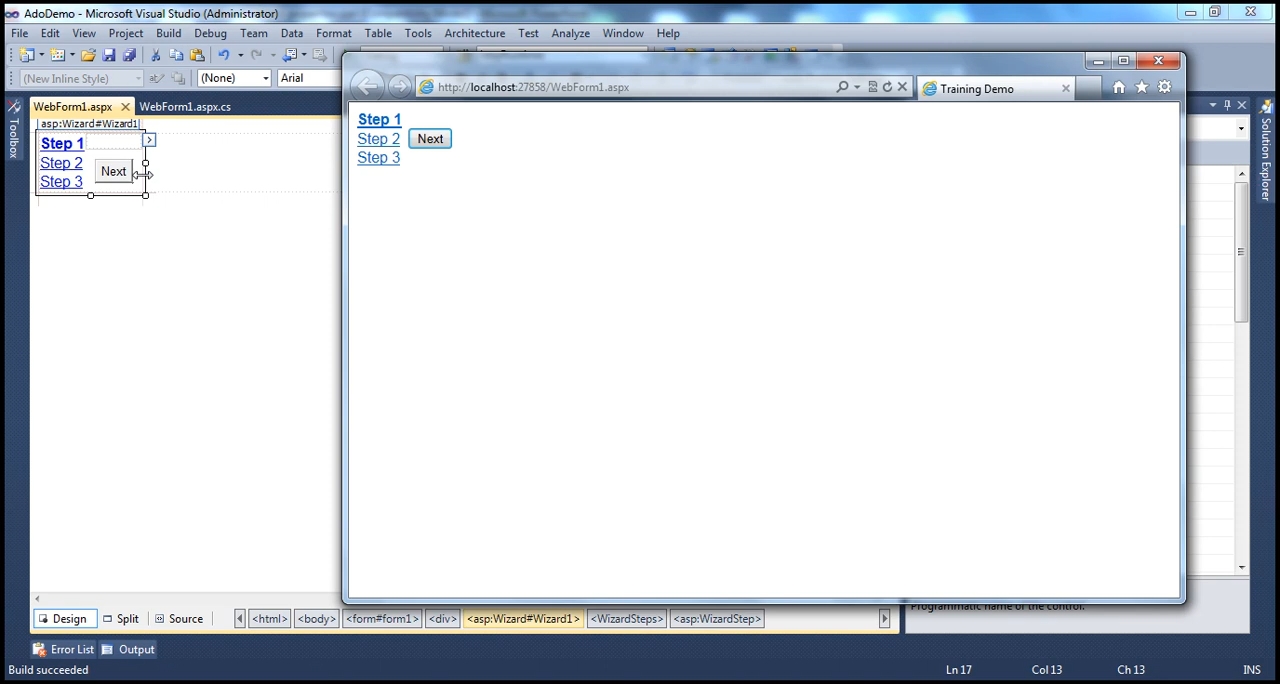 AdoDemo - Microsoft Visual Studio (Administrator)
File Edit View Project Build Debug Team Data Format Table Tools Architecture Test Analyze Window Help
(New Inline Style) (None) Arial
http://localhost:27858/WebForm1.aspx Training Demo
WebForm1.aspx WebForm1.aspx.cs
asp:Wizard#Wizard1
Step 1
Step 2 Next
Step 3
Step 1
Step 2 Next
Step 3
Toolbox
Solution Explorer
Programmatic name of the control.
Design Split Source <html> <body> <form#form1> <div> <asp:Wizard#Wizard1> <WizardSteps> <asp:WizardStep>
Error List Output
Build succeeded Ln 17 Col 13 Ch 13 INS